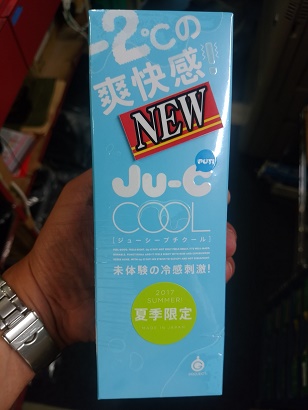 -2℃の
爽快感!
NEW
Ju-C
PUTI
COOL
[ジューシープチクール]
未体験の冷感刺激!
2017
SUMMER!
夏季限定